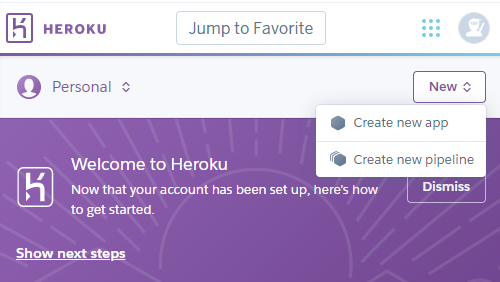 HEROKU
Jump to Favorite
Personal
New
Create new app
Create new pipeline
Welcome to Heroku
Now that your account has been set up, here's how
to get started.
Dismiss
Show next steps